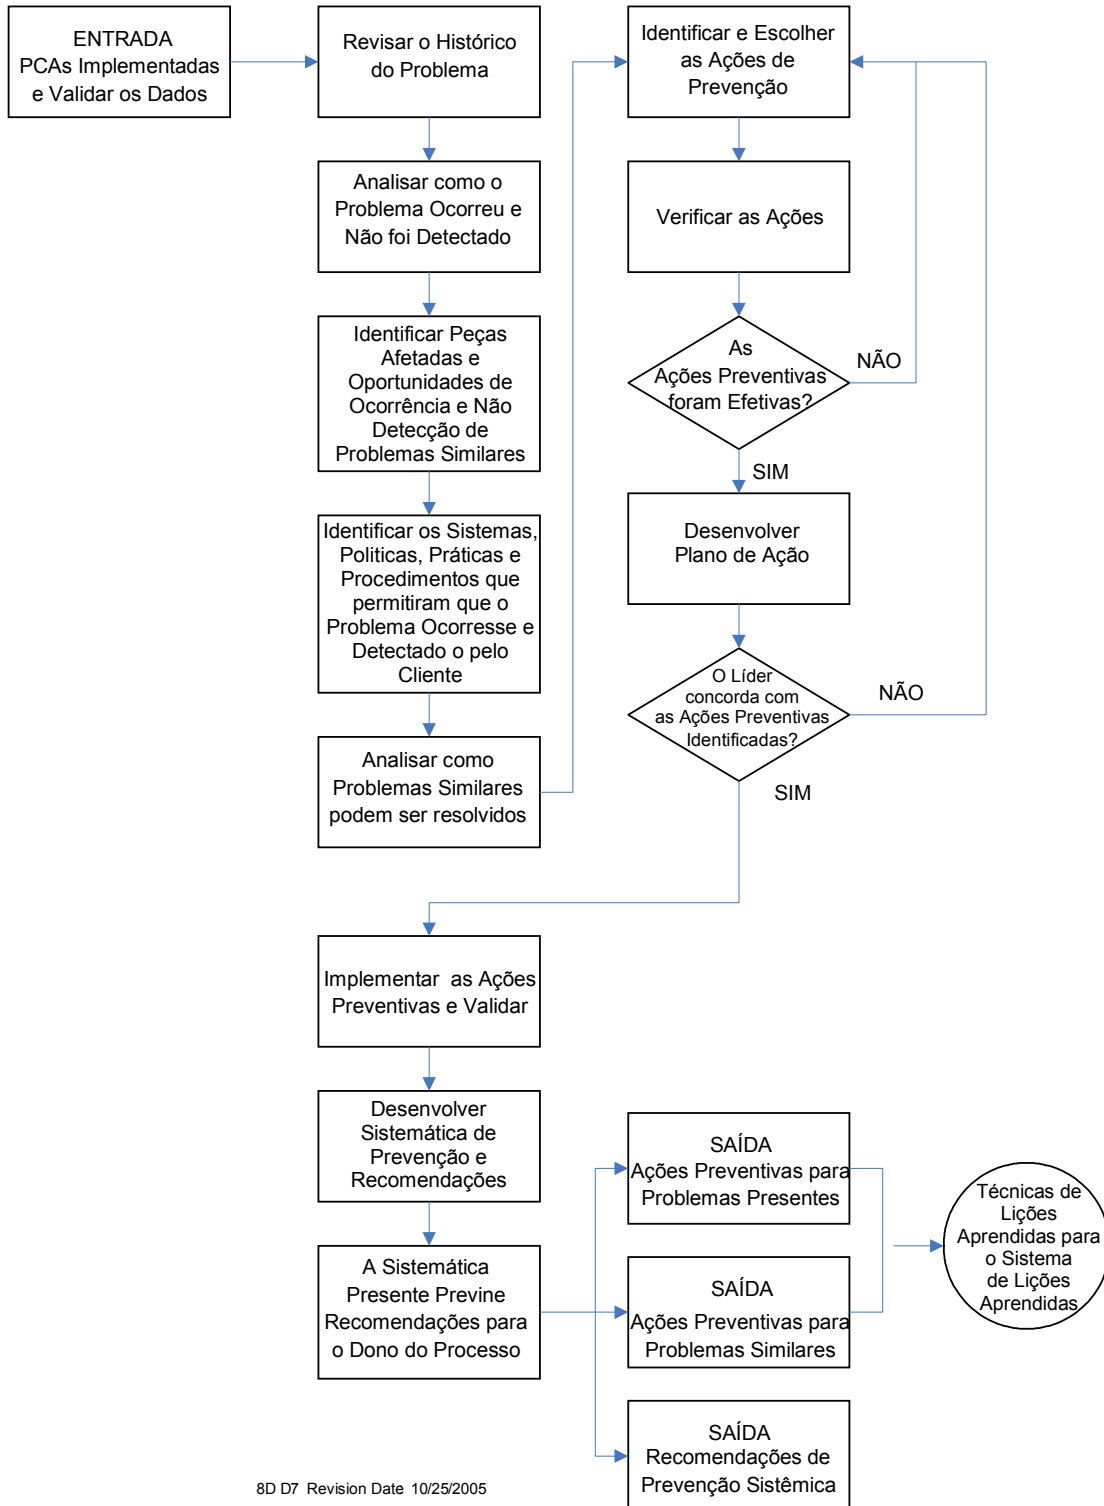 ENTRADA
PCAs Implementadas
e Validar os Dados
Revisar o Histórico
do Problema
Analisar como o
Problema Ocorreu e
Não foi Detectado
Identificar Peças
Afetadas e
Oportunidades de
Ocorrência e Não
Detecção de
Problemas Similares
Identificar os Sistemas,
Politicas, Práticas e
Procedimentos que
permitiram que o
Problema Ocorresse e
Detectado o pelo
Cliente
Analisar como
Problemas Similares
podem ser resolvidos
Identificar e Escolher
as Ações de
Prevenção
Verificar as Ações
As
Ações Preventivas
foram Efetivas?
NÃO
SIM
Desenvolver
Plano de Ação
O Líder
concorda com
as Ações Preventivas
Identificadas?
NÃO
SIM
Implementar as Ações
Preventivas e Validar
Desenvolver
Sistemática de
Prevenção e
Recomendações
A Sistemática
Presente Previne
Recomendações para
o Dono do Processo
SAÍDA
Ações Preventivas para
Problemas Presentes
SAÍDA
Ações Preventivas para
Problemas Similares
SAÍDA
Recomendações de
Prevenção Sistêmica
Técnicas de
Lições
Aprendidas para
o Sistema
de Lições
Aprendidas
8D D7 Revision Date 10/25/2005